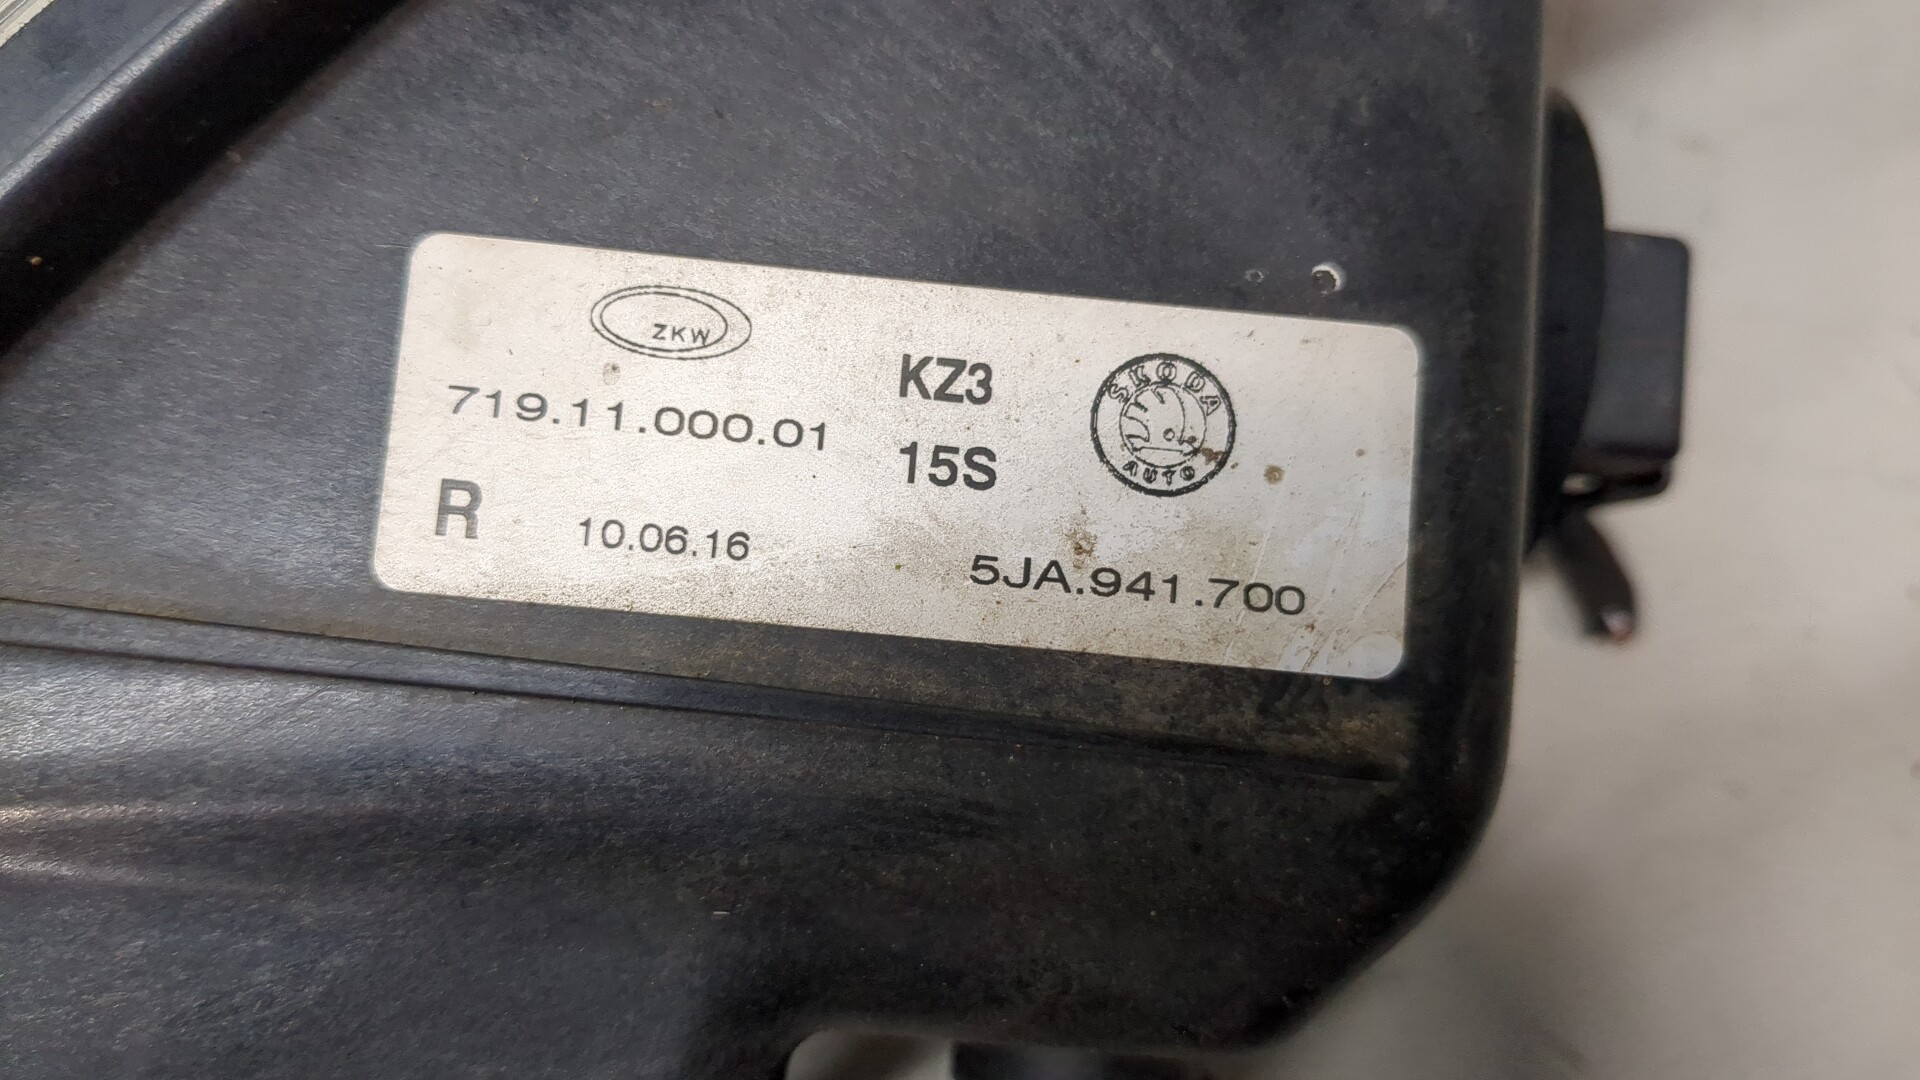 ZKW
719.11.000.01
KZ3
15S
SKODA
AUTO
R
10.06.16
5JA.941.700